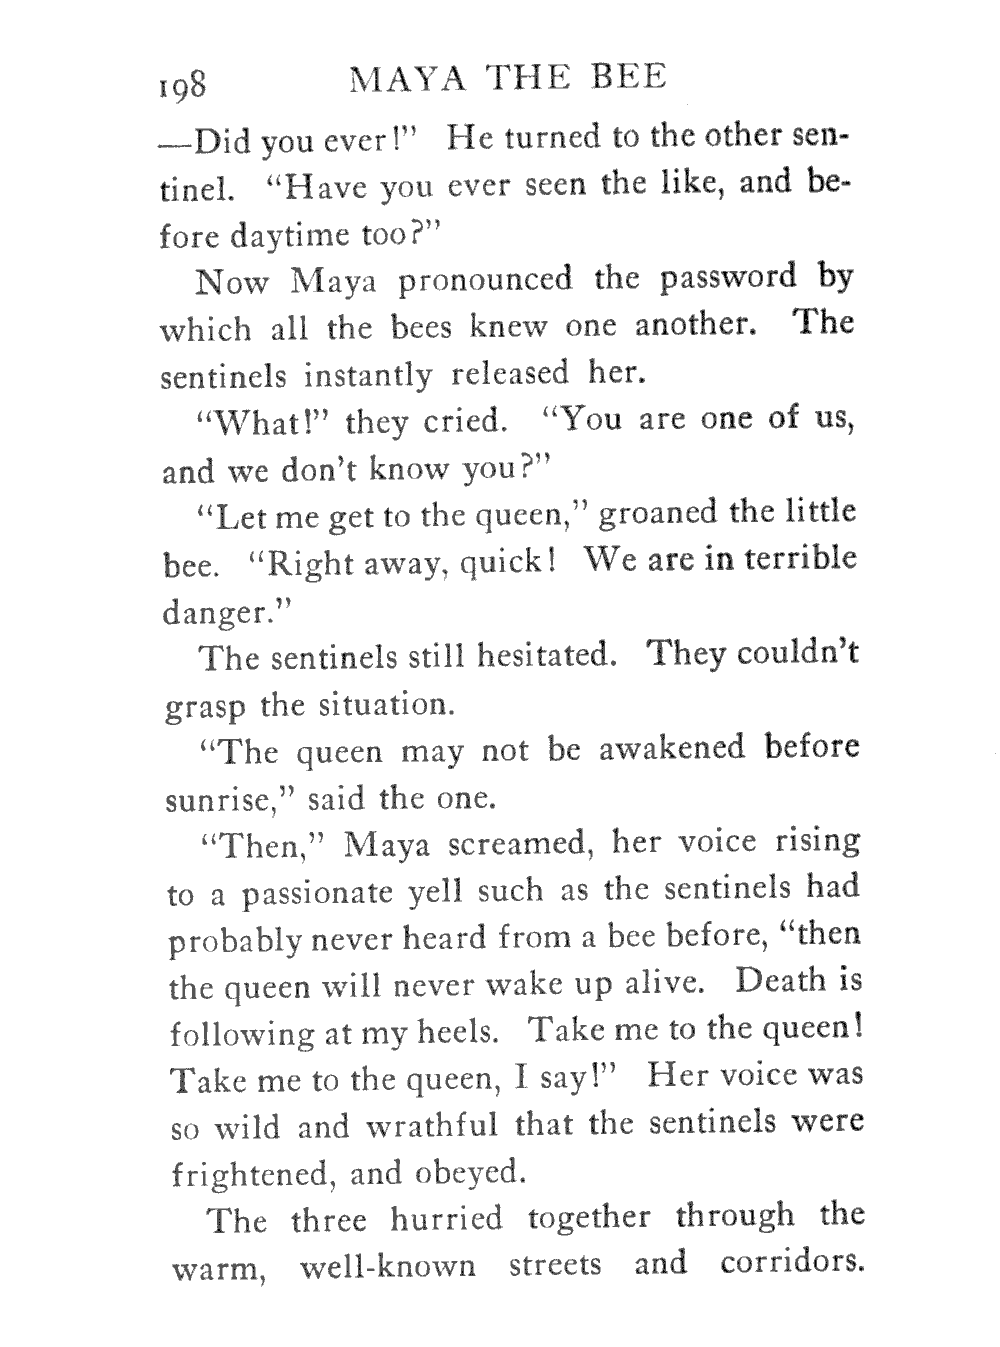 198 MAYA THE BEE
—Did you ever!” He turned to the other sen-
tinel. “Have you ever seen the like, and be-
fore daytime too?”
Now Maya pronounced the password by
which all the bees knew one another. The
sentinels instantly released her.
“What!” they cried. “You are one of us,
and we don’t know you?”
“Let me get to the queen,” groaned the little
bee. “Right away, quick! We are in terrible
danger.”
The sentinels still hesitated. They couldn’t
grasp the situation.
“The queen may not be awakened before
sunrise,” said the one.
“Then,” Maya screamed, her voice rising
to a passionate yell such as the sentinels had
probably never heard from a bee before, “then
the queen will never wake up alive. Death is
following at my heels. Take me to the queen!
Take me to the queen, I say!” Her voice was
so wild and wrathful that the sentinels were
frightened, and obeyed.
The three hurried together through the
warm, well-known streets and corridors.